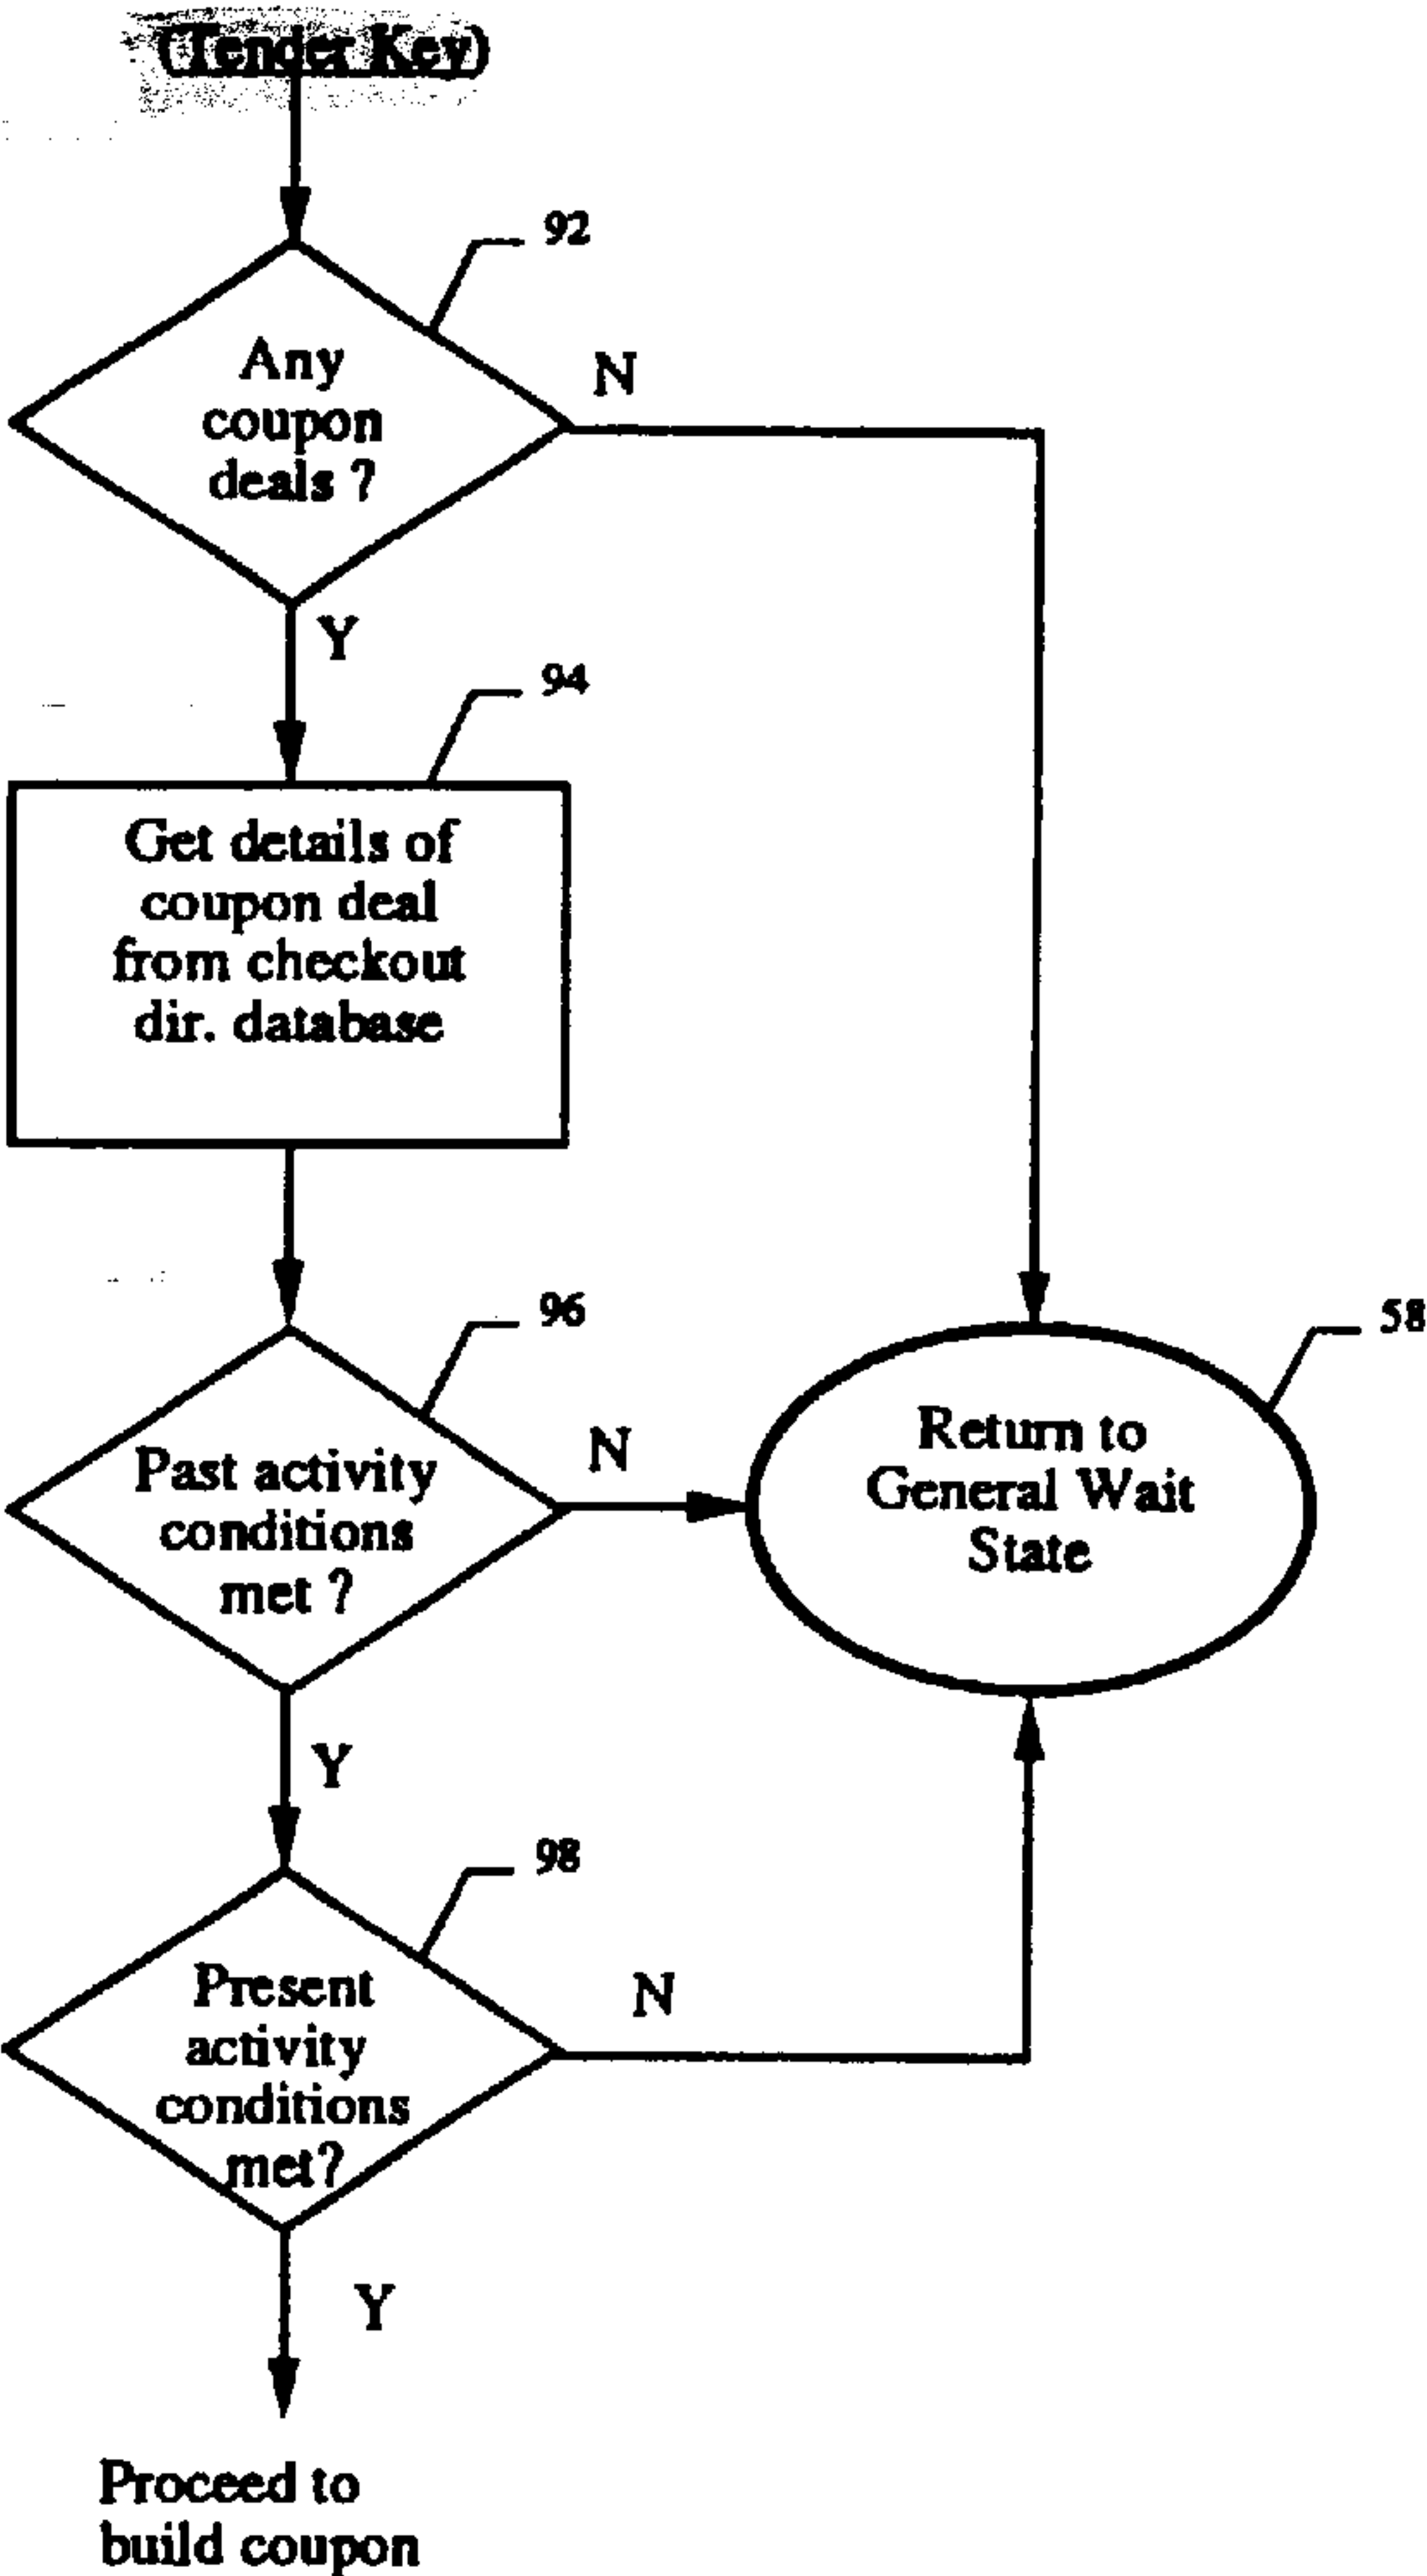 (Tender Key)
92
Any
coupon
deals ?
N
Y
94
Get details of
coupon deal
from checkout
dir. database
96
58
Past activity
conditions
met ?
N
Return to
General Wait
State
Y
98
Present
activity
conditions
met?
N
Y
Proceed to
build coupon